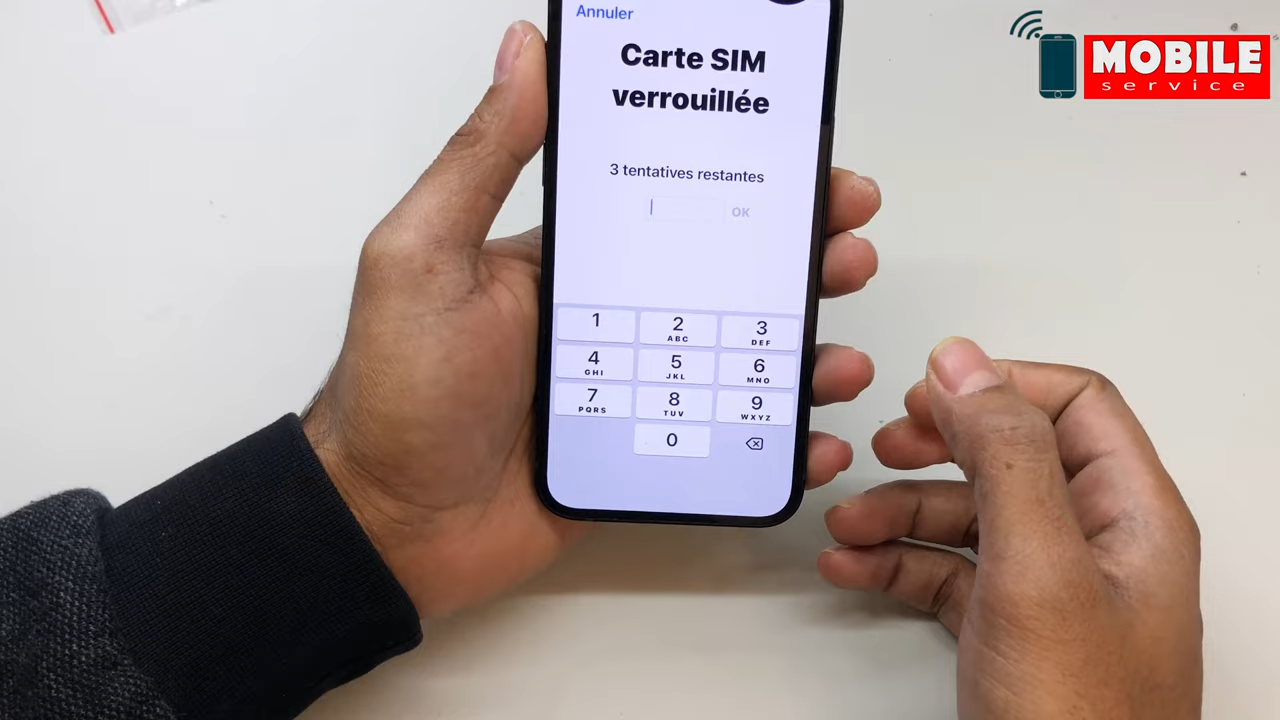 Annuler
Carte SIM
verrouillée
3 tentatives restantes
OK
1
2
ABC
3
DEF
4
GHI
5
JKL
6
MNO
7
PQRS
8
TUV
9
WXYZ
0
MOBILE
service